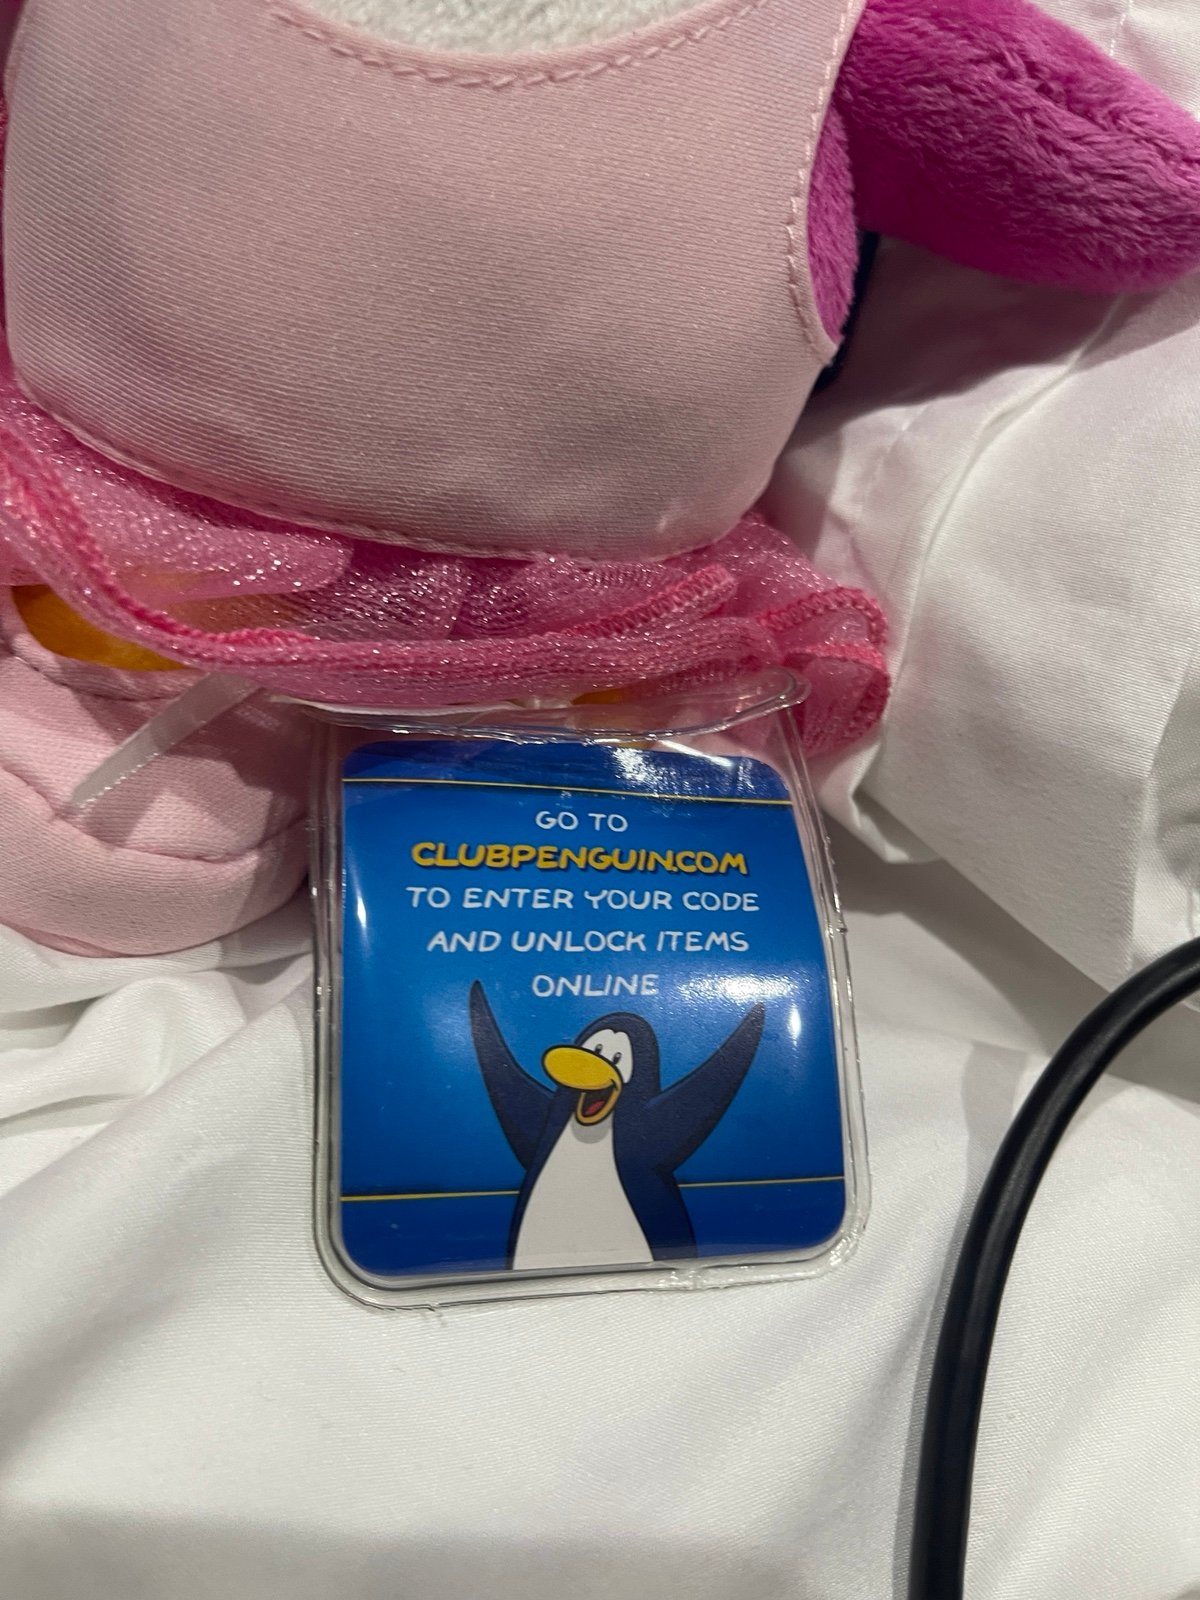 GO TO
CLUBPENGUIN.COM
TO ENTER YOUR CODE
AND UNLOCK ITEMS
ONLINE